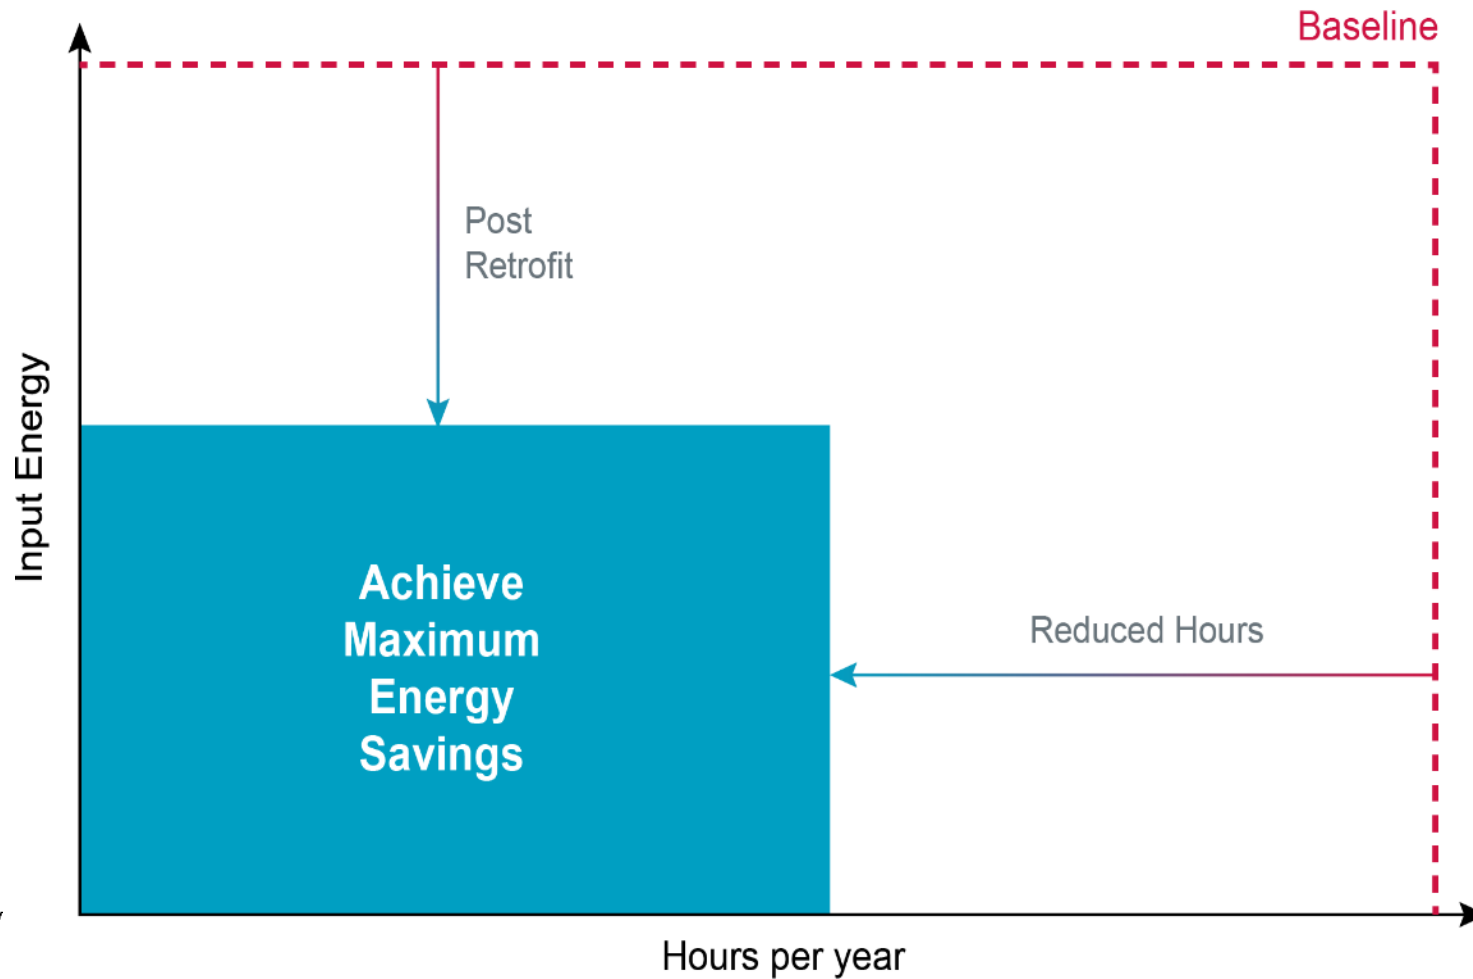 Baseline
Post
Retrofit
Input Energy
Achieve
Maximum
Energy
Savings
Reduced Hours
Hours per year